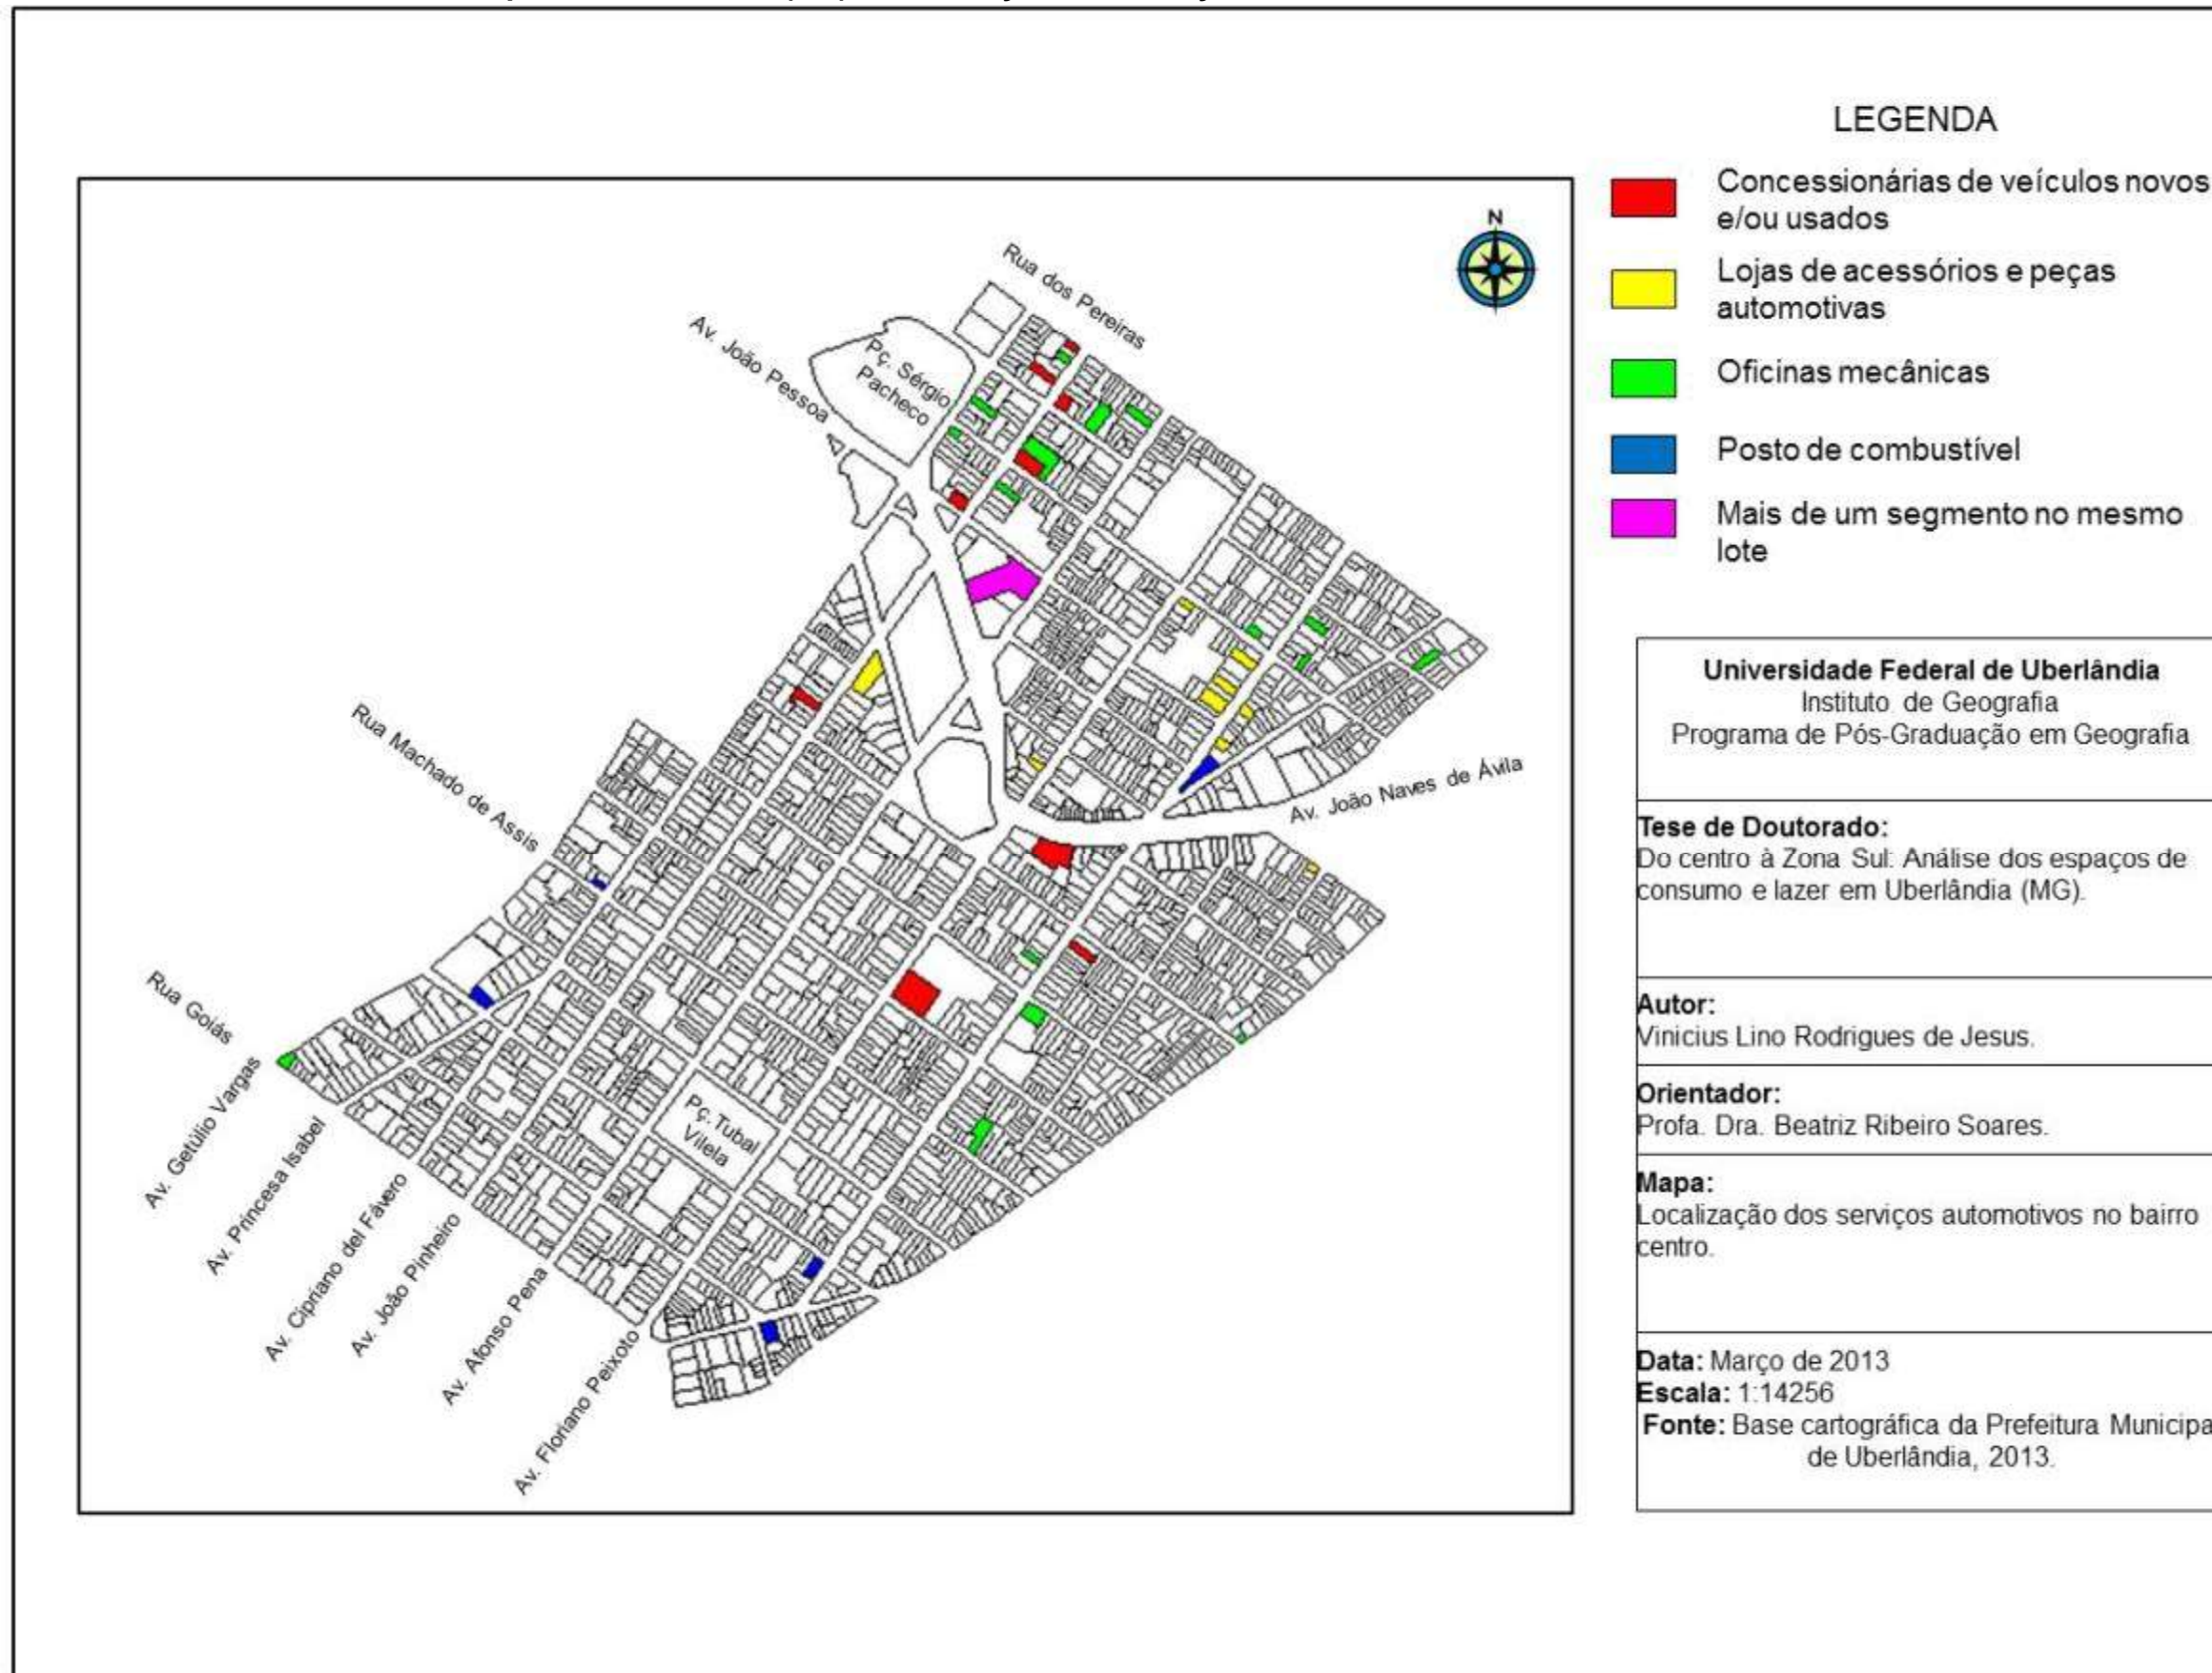 LEGENDA
Concessionárias de veículos novos
e/ou usados
Lojas de acessórios e peças
automotivas
Oficinas mecânicas
Posto de combustível
Mais de um segmento no mesmo
lote
N
Rua dos Pereiras
Av. João Pessoa
Pç. Sérgio
Pacheco
Rua Machado de Assis
Av. João Naves de Ávila
Rua Goiás
Av. Getúlio Vargas
Av. Princesa Isabel
Av. Cipriano del Fávero
Av. João Pinheiro
Av. Afonso Pena
Av. Floriano Peixoto
Pç. Tubal
Vilela
Universidade Federal de Uberlândia
Instituto de Geografia
Programa de Pós-Graduação em Geografia
Tese de Doutorado:
Do centro à Zona Sul: Análise dos espaços de
consumo e lazer em Uberlândia (MG).
Autor:
Vinicius Lino Rodrigues de Jesus.
Orientador:
Profa. Dra. Beatriz Ribeiro Soares.
Mapa:
Localização dos serviços automotivos no bairro
centro.
Data: Março de 2013
Escala: 1:14256
Fonte: Base cartográfica da Prefeitura Municipa
de Uberlândia, 2013.